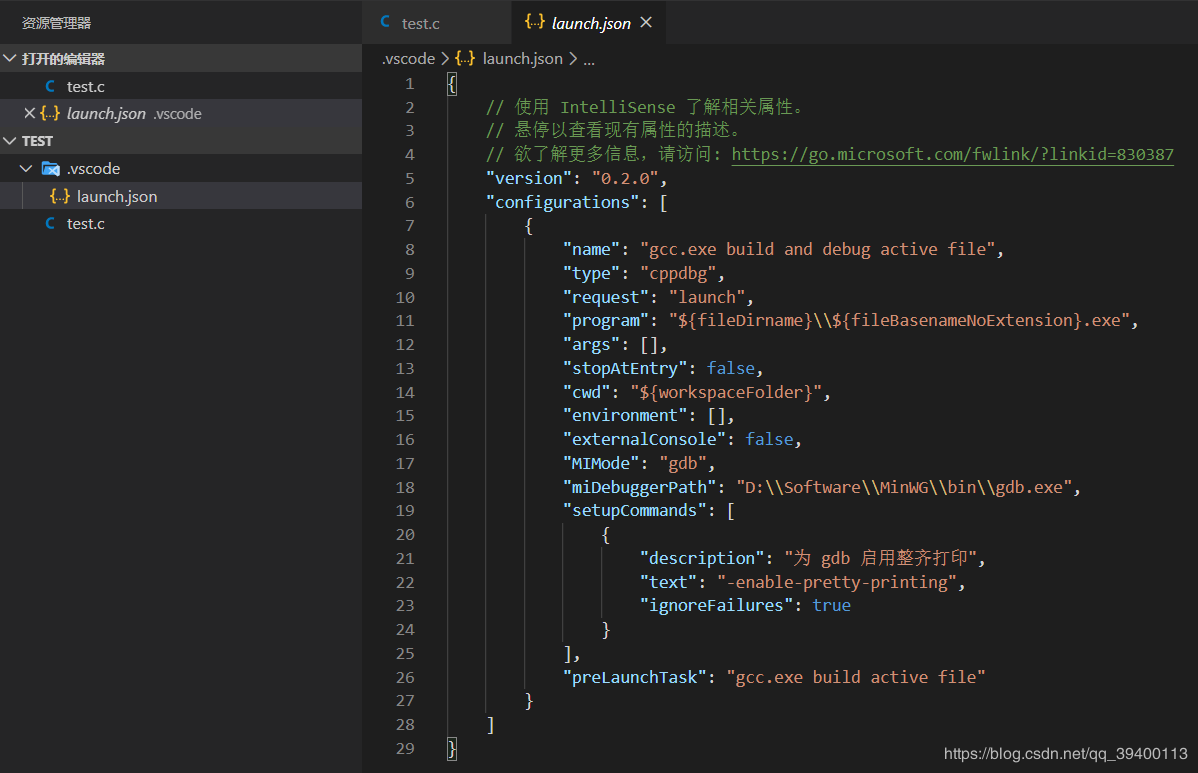 资源管理器
打开的编辑器
test.c
launch.json .vscode
TEST
.vscode
launch.json
test.c
test.c
{..} launch.json
.vscode > {..} launch.json > ...
1 {
2 // 使用 IntelliSense 了解相关属性。
3 // 悬停以查看现有属性的描述。
4 // 欲了解更多信息，请访问: https://go.microsoft.com/fwlink/?linkid=830387
5 "version": "0.2.0",
6 "configurations": [
7 {
8 "name": "gcc.exe build and debug active file",
9 "type": "cppdbg",
10 "request": "launch",
11 "program": "${fileDirname}\\${fileBasenameNoExtension}.exe",
12 "args": [],
13 "stopAtEntry": false,
14 "cwd": "${workspaceFolder}",
15 "environment": [],
16 "externalConsole": false,
17 "MIMode": "gdb",
18 "miDebuggerPath": "D:\\Software\\MinWG\\bin\\gdb.exe",
19 "setupCommands": [
20 {
21 "description": "为 gdb 启用整齐打印",
22 "text": "-enable-pretty-printing",
23 "ignoreFailures": true
24 }
25 ],
26 "preLaunchTask": "gcc.exe build active file"
27 }
28 ]
29 }
https://blog.csdn.net/qq_39400113